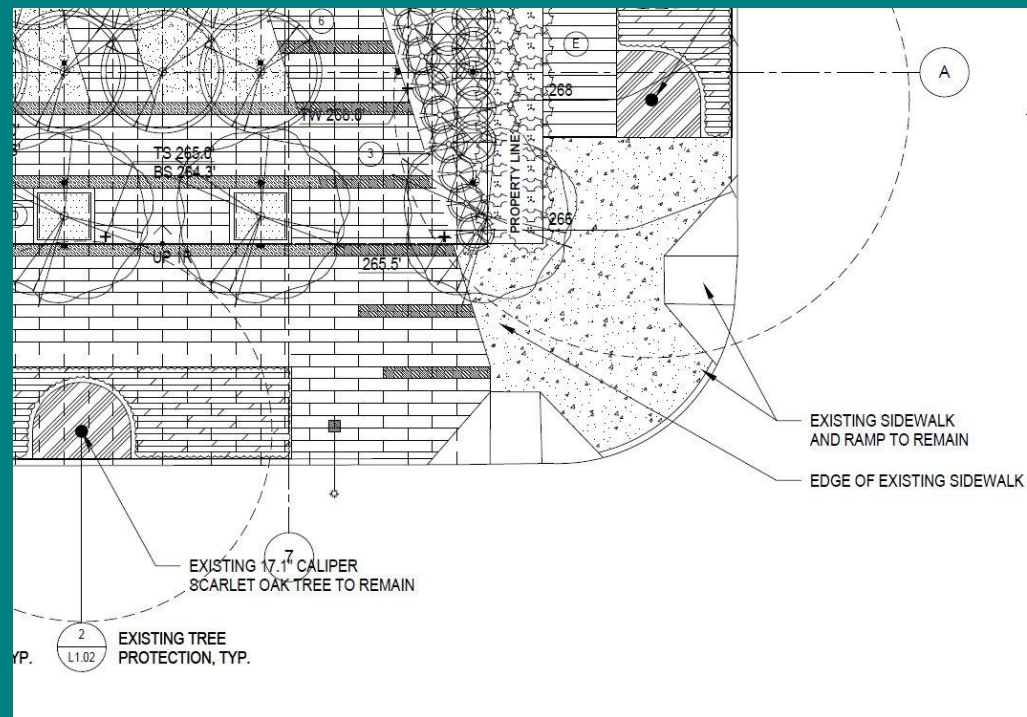 6
E
A
268
TW 268.0'
3
TS 265.0'
BS 264.3'
PROPERTY LINE
266
UP 1R
265.5'
EXISTING SIDEWALK
AND RAMP TO REMAIN
EDGE OF EXISTING SIDEWALK
7
EXISTING 17.1" CALIPER
SCARLET OAK TREE TO REMAIN
YP.
2
L1.02
EXISTING TREE
PROTECTION, TYP.